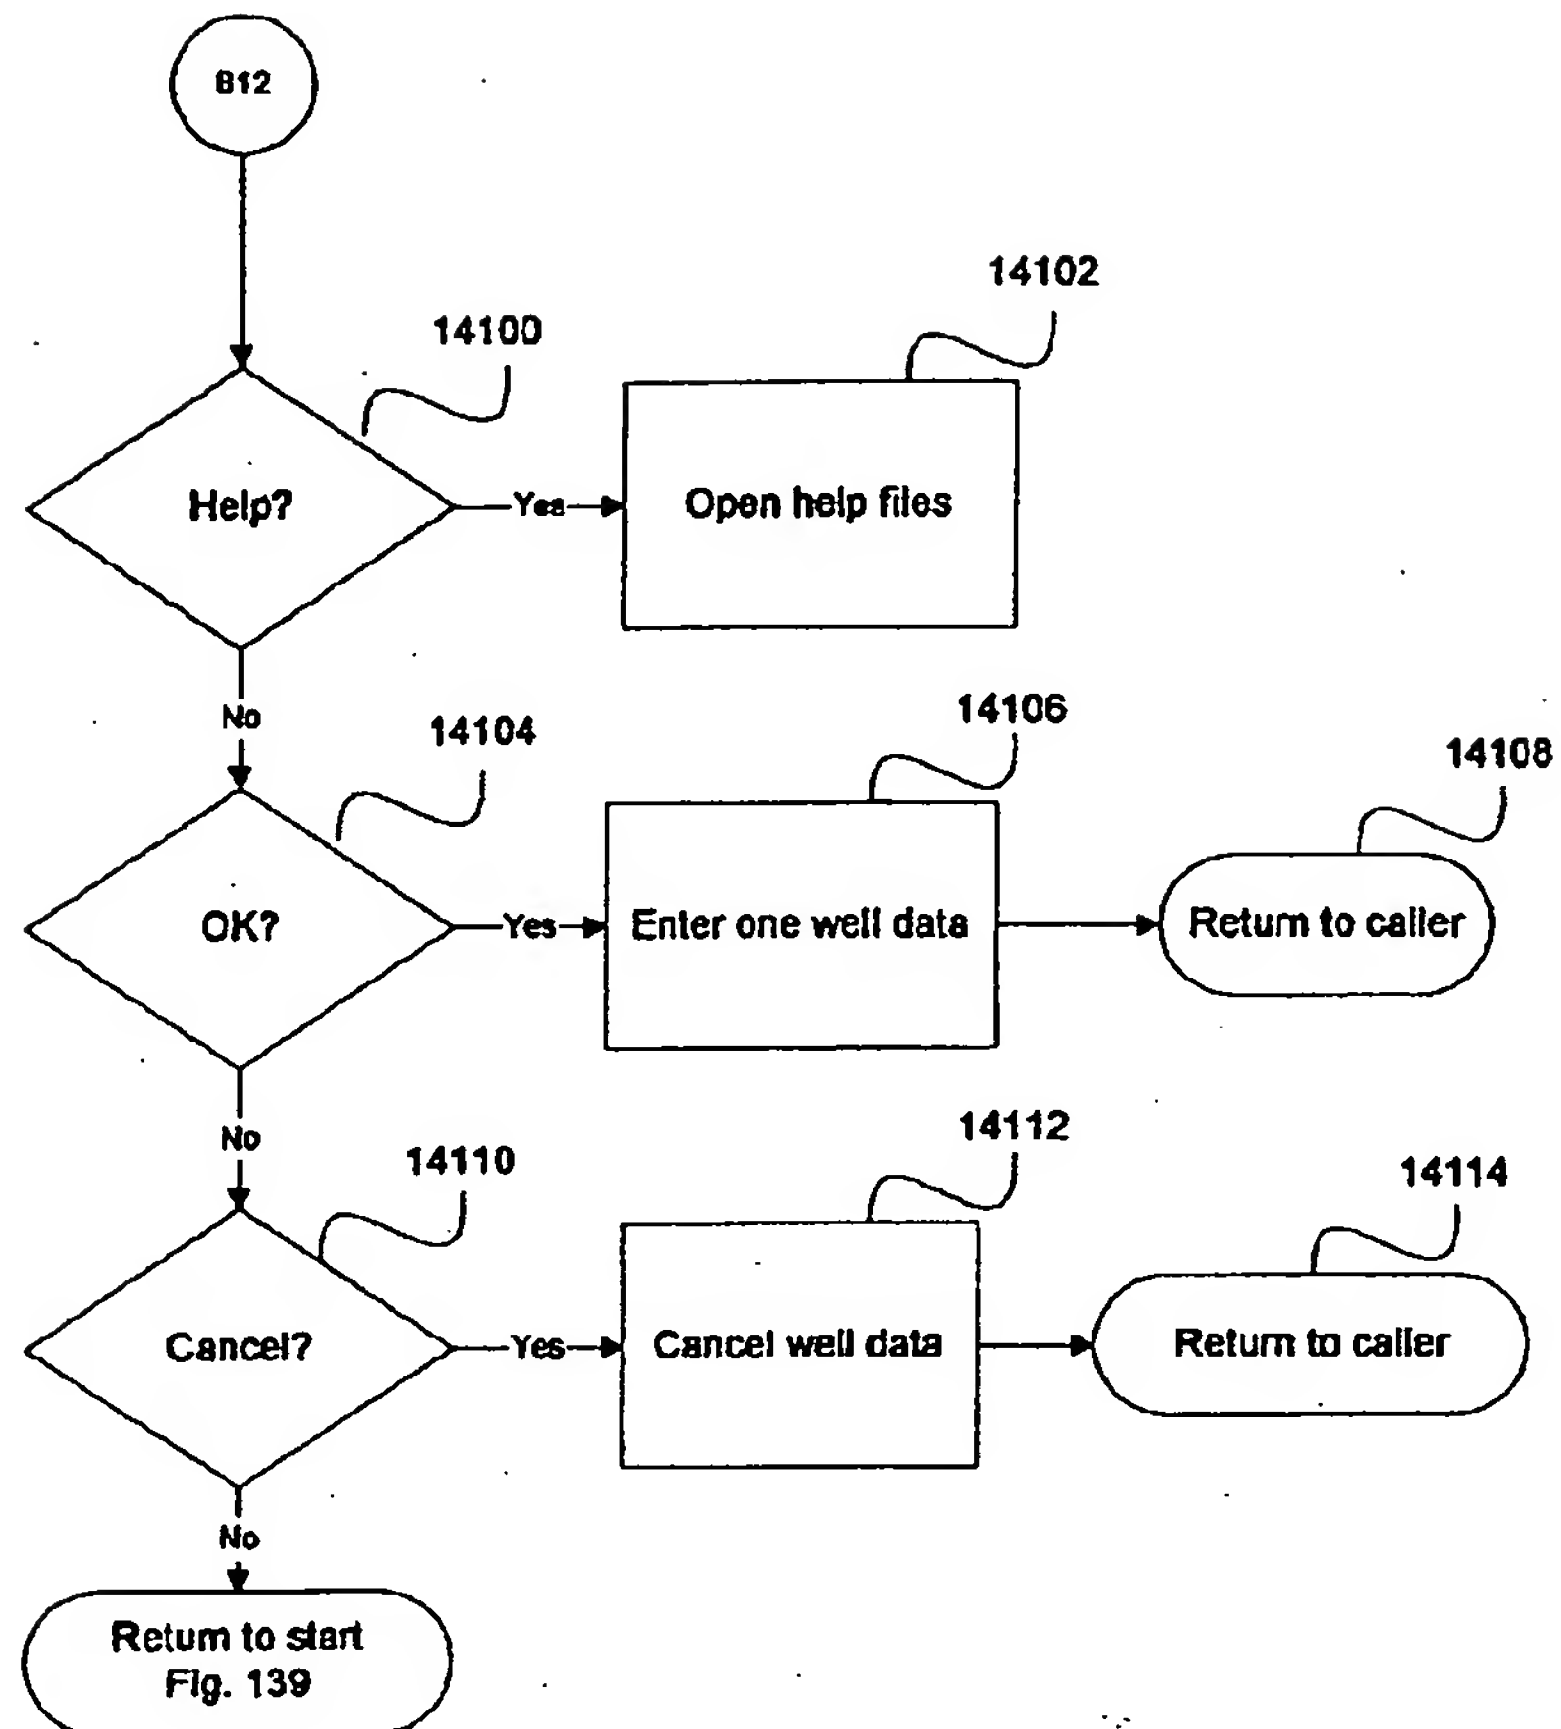 B12
14102
14100
Help?
Yes
Open help files
No
14104
14106
14108
OK?
Yes
Enter one well data
Return to caller
No
14110
14112
14114
Cancel?
Yes
Cancel well data
Return to caller
No
Return to start
Fig. 139